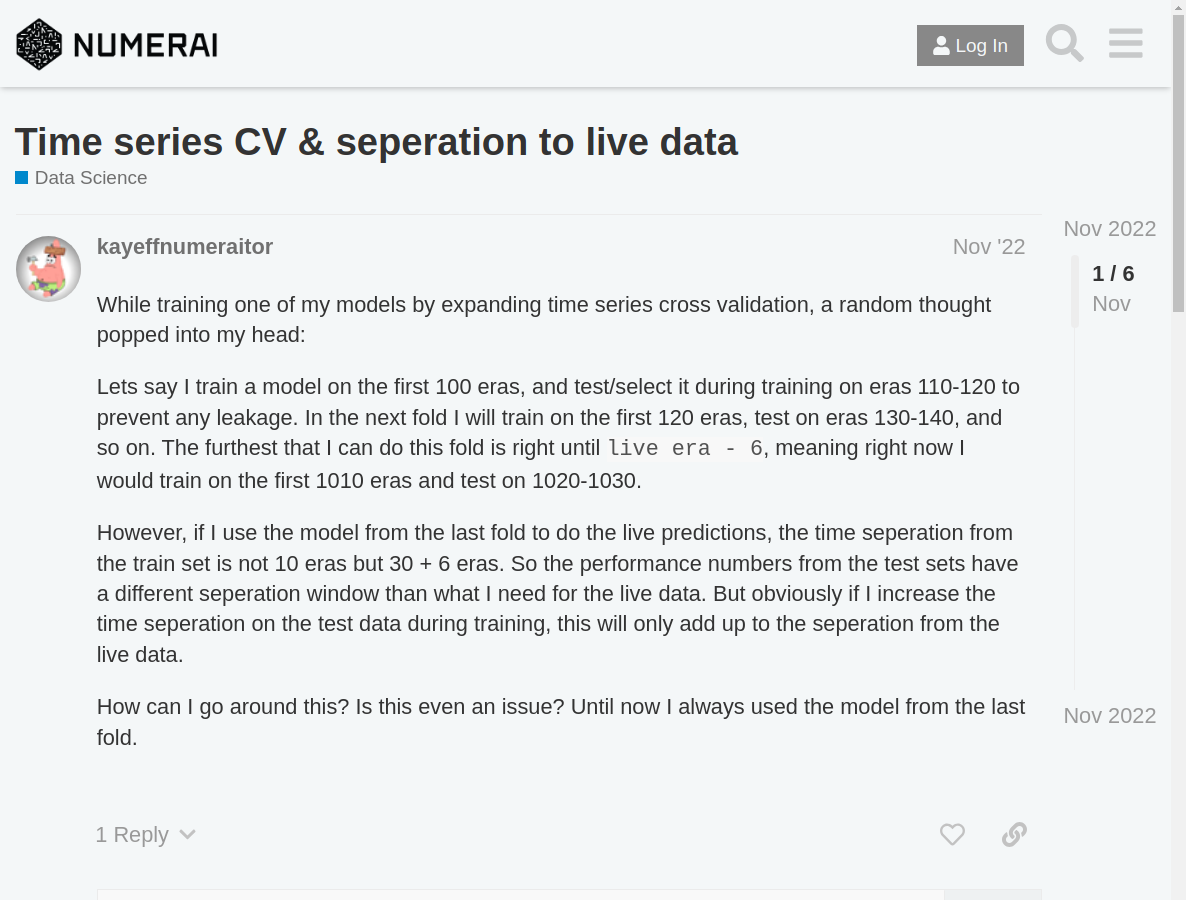 NUMERAI
Log In
Time series CV & seperation to live data
Data Science
kayeffnumeraitor
Nov '22
While training one of my models by expanding time series cross validation, a random thought
popped into my head:
Lets say I train a model on the first 100 eras, and test/select it during training on eras 110-120 to
prevent any leakage. In the next fold I will train on the first 120 eras, test on eras 130-140, and
so on. The furthest that I can do this fold is right until live era - 6, meaning right now I
would train on the first 1010 eras and test on 1020-1030.
However, if I use the model from the last fold to do the live predictions, the time seperation from
the train set is not 10 eras but 30 + 6 eras. So the performance numbers from the test sets have
a different seperation window than what I need for the live data. But obviously if I increase the
time seperation on the test data during training, this will only add up to the seperation from the
live data.
How can I go around this? Is this even an issue? Until now I always used the model from the last
fold.
1 Reply
Nov 2022
1 / 6
Nov
Nov 2022